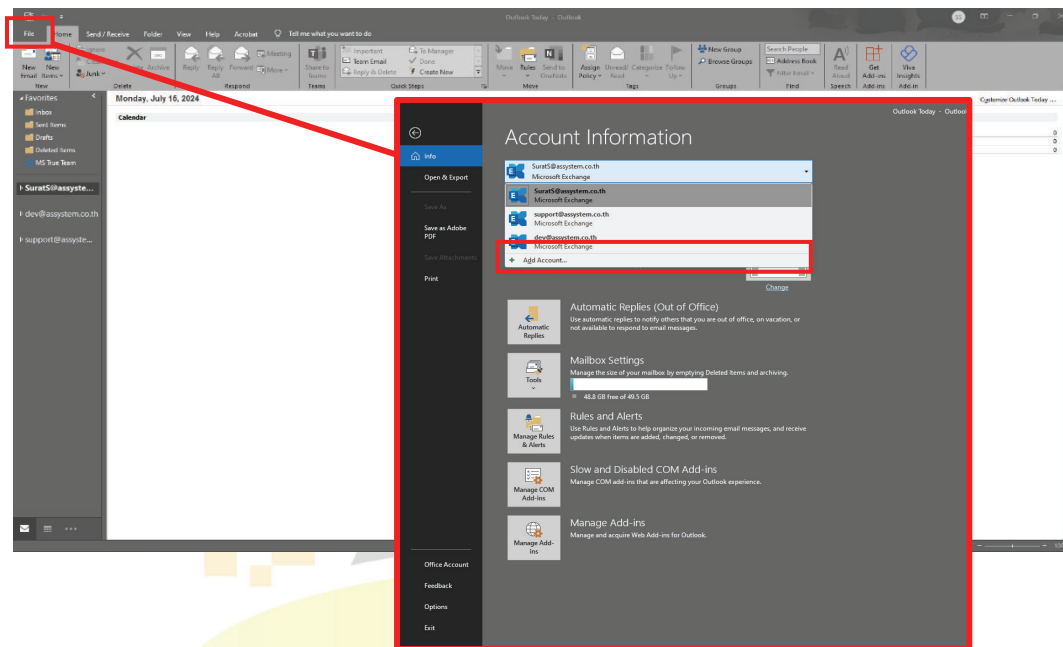 Outlook Today - Outlook
SS
File Home Send / Receive Folder View Help Acrobat Tell me what you want to do
New Email
New Items
Ignore
Junk
Delete
Archive
Reply
Reply All
Forward
Meeting
More
Share to Teams
Important
Team Email
Reply & Delete
To Manager
Done
Create New
Move
Rules
Send to OneNote
Assign Policy
Unread/ Read
Categorize
Follow Up
New Group
Browse Groups
Search People
Address Book
Filter Email
Read Aloud
Get Add-ins
Viva Insights
New Delete Respond Teams Quick Steps Move Tags Groups Find Speech Add-ins Add-in
Favorites
Inbox
Sent Items
Drafts
Deleted Items
MS True Team
SuratS@assyste...
dev@assystem.co.th
support@assyste...
Monday, July 15, 2024
Calendar
Customize Outlook Today ...
0
0
0
Outlook Today - Outlook
Info
Open & Export
Save As
Save as Adobe PDF
Save Attachments
Print
Office Account
Feedback
Options
Exit
Account Information
SuratS@assystem.co.th
Microsoft Exchange
SuratS@assystem.co.th
Microsoft Exchange
support@assystem.co.th
Microsoft Exchange
dev@assystem.co.th
Microsoft Exchange
+ Add Account...
Change
Automatic Replies
Automatic Replies (Out of Office)
Use automatic replies to notify others that you are out of office, on vacation, or
not available to respond to email messages.
Tools
Mailbox Settings
Manage the size of your mailbox by emptying Deleted Items and archiving.
48.8 GB free of 49.5 GB
Manage Rules & Alerts
Rules and Alerts
Use Rules and Alerts to help organize your incoming email messages, and receive
updates when items are added, changed, or removed.
Manage COM Add-ins
Slow and Disabled COM Add-ins
Manage COM add-ins that are affecting your Outlook experience.
Manage Add-ins
Manage Add-ins
Manage and acquire Web Add-ins for Outlook.